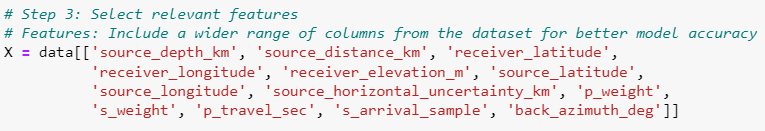 # Step 3: Select relevant features
# Features: Include a wider range of columns from the dataset for better model accuracy
X = data[['source_depth_km', 'source_distance_km', 'receiver_latitude',
'receiver_longitude', 'receiver_elevation_m', 'source_latitude',
'source_longitude', 'source_horizontal_uncertainty_km', 'p_weight',
's_weight', 'p_travel_sec', 's_arrival_sample', 'back_azimuth_deg']]